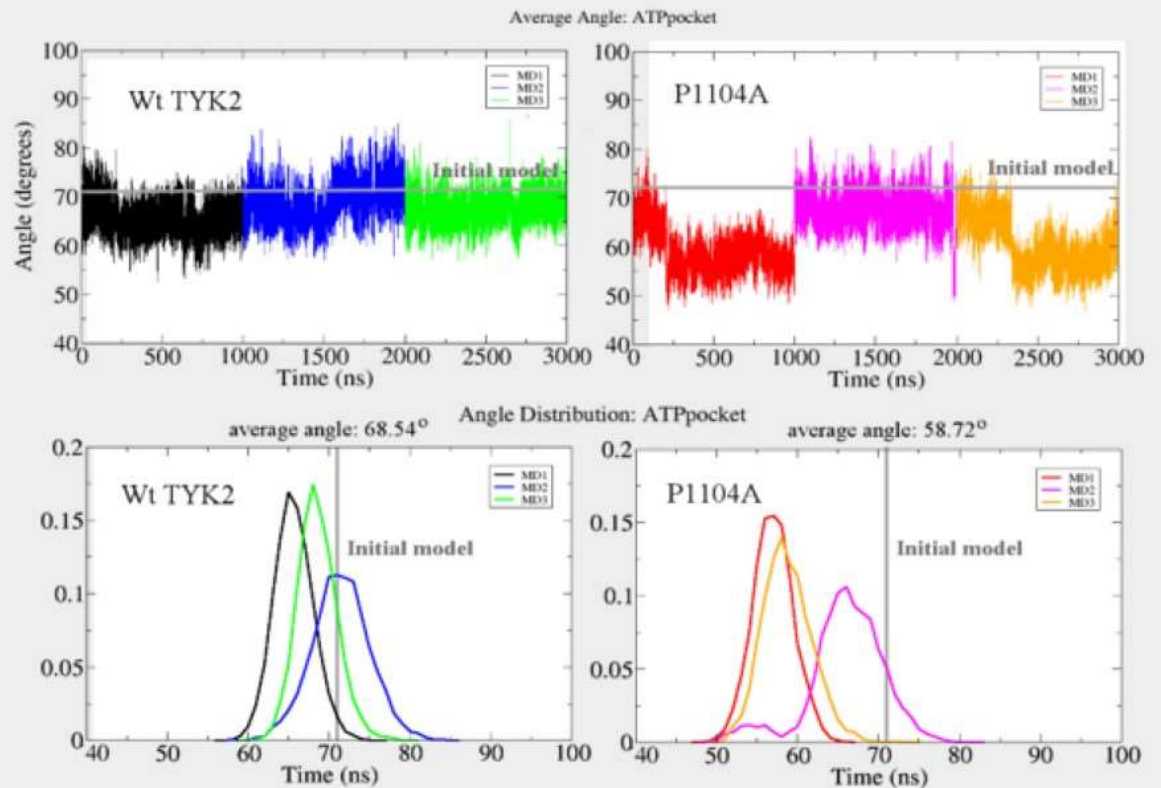 Average Angle: ATPpocket
Wt TYK2
MD1
MD2
MD3
Initial model
Angle (degrees)
100
90
80
70
60
50
40
0
500
1000
1500
2000
2500
3000
Time (ns)
P1104A
MD1
MD2
MD3
Initial model
100
90
80
70
60
50
40
0
500
1000
1500
2000
2500
3000
Time (ns)
Angle Distribution: ATPpocket
average angle: 68.54°
Wt TYK2
MD1
MD2
MD3
Initial model
0.2
0.15
0.1
0.05
0
40
50
60
70
80
90
100
Time (ns)
average angle: 58.72°
P1104A
MD1
MD2
MD3
Initial model
0.2
0.15
0.1
0.05
0
40
50
60
70
80
90
100
Time (ns)